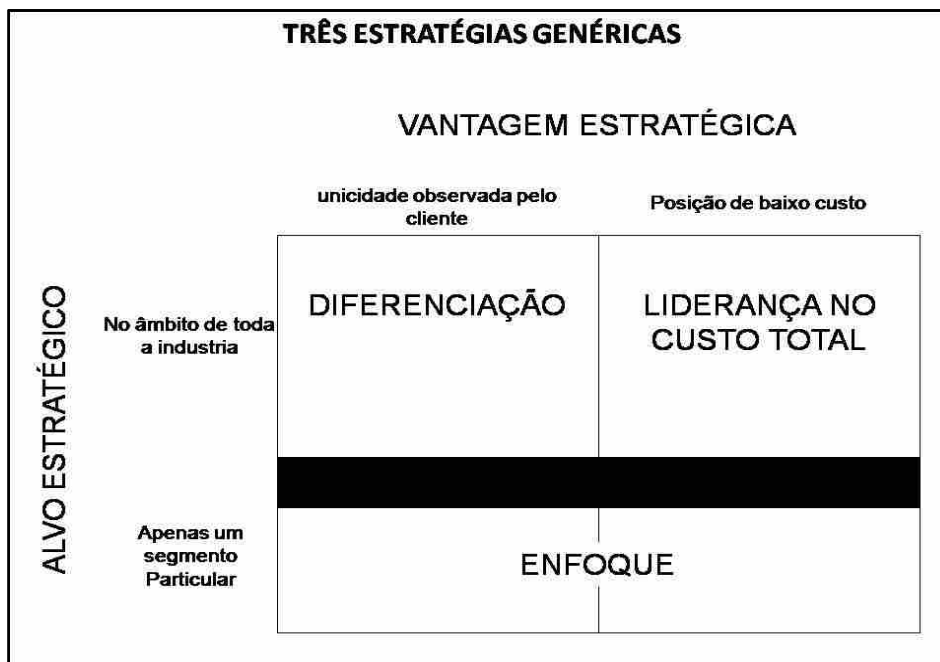 TRÊS ESTRATÉGIAS GENÉRICAS
VANTAGEM ESTRATÉGICA
unicidade observada pelo
cliente
Posição de baixo custo
ALVO ESTRATÉGICO
No âmbito de toda
a industria
DIFERENCIAÇÃO
LIDERANÇA NO
CUSTO TOTAL
Apenas um
segmento
Particular
ENFOQUE